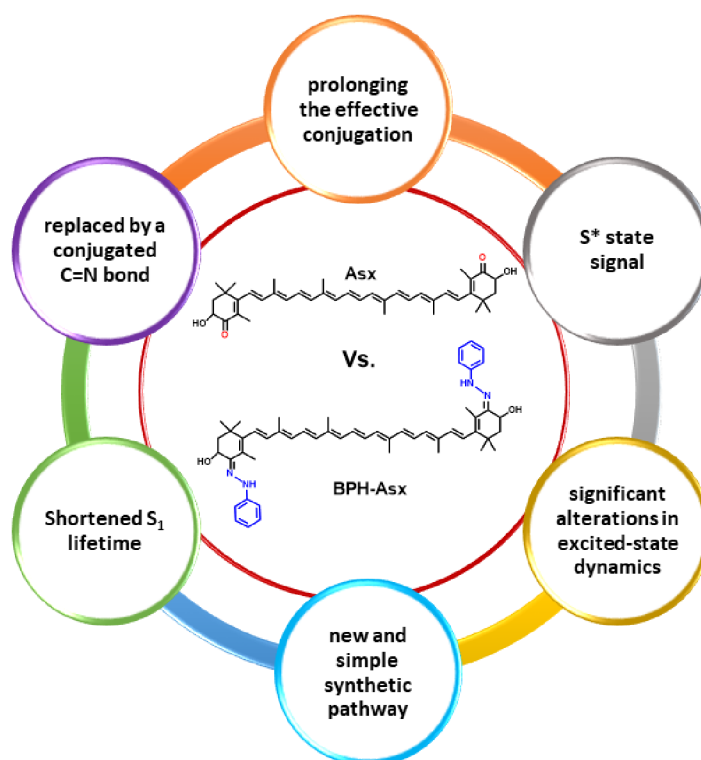 prolonging
the effective
conjugation
replaced by a
conjugated
C=N bond
S* state
signal
Asx
O
OH
HO
O
Vs.
HN
N
OH
HO
N
NH
BPH-Asx
Shortened S₁
lifetime
significant
alterations in
excited-state
dynamics
new and
simple
synthetic
pathway